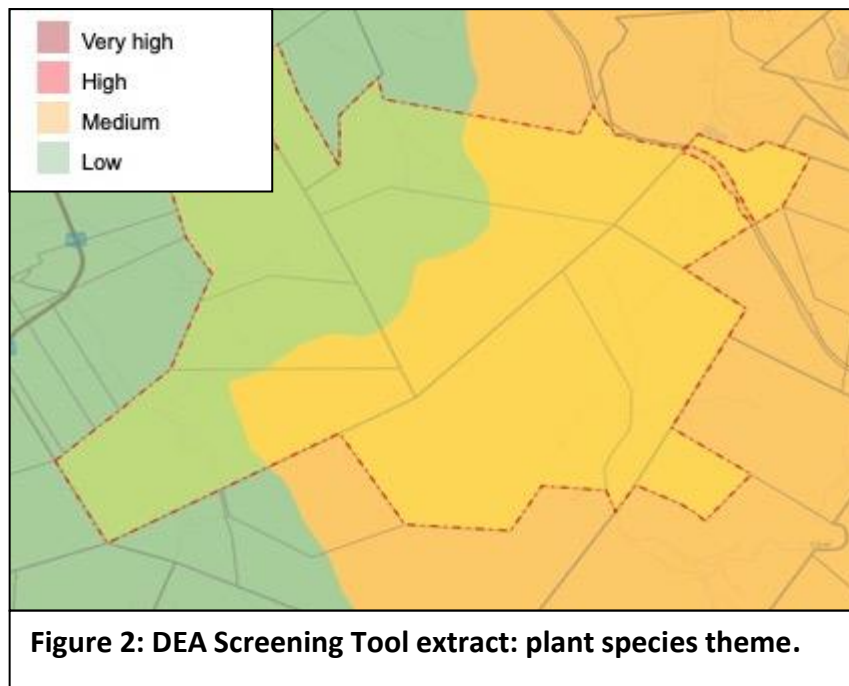 Very high
High
Medium
Low
Figure 2: DEA Screening Tool extract: plant species theme.